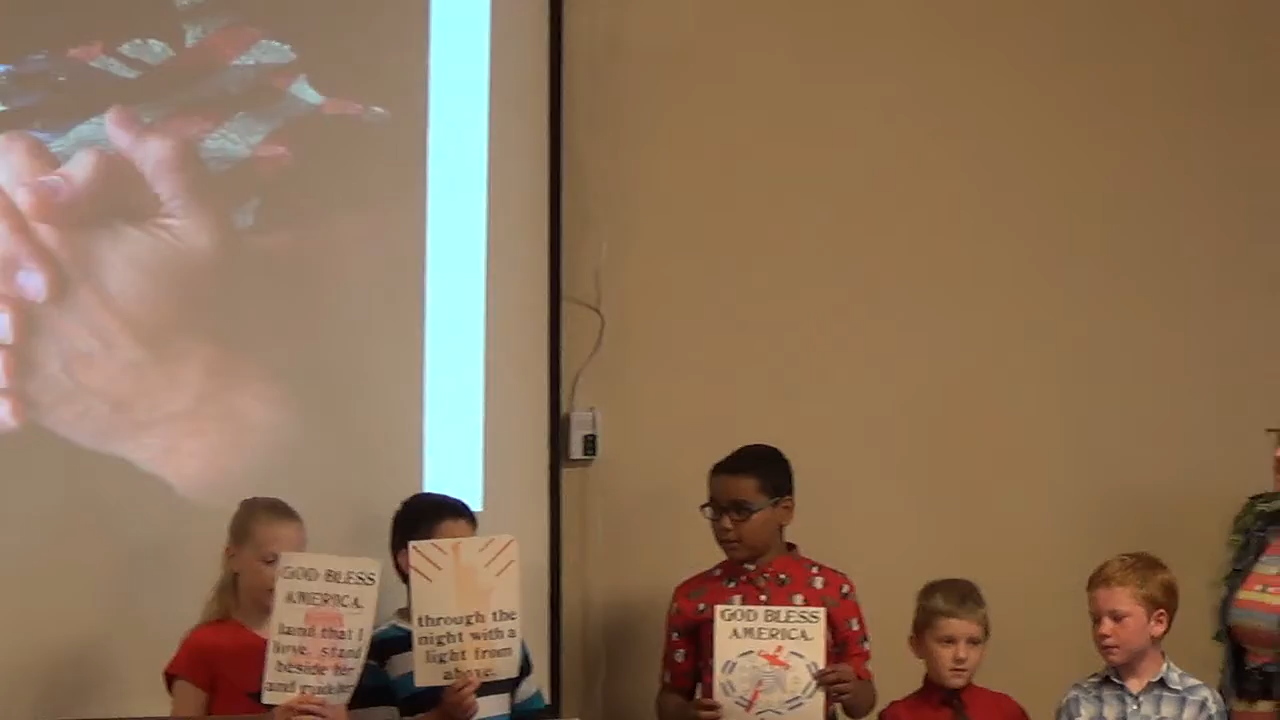 GOD BLESS
AMERICA.
land that I
love. stand
beside her
and guide her
through the
night with a
light from
above.
GOD BLESS
AMERICA.